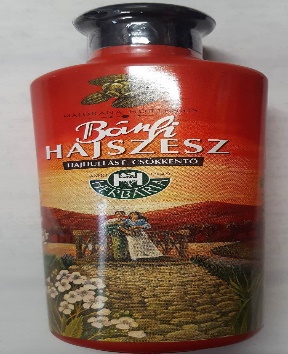 Bánfi
HAJSZESZ
HAJHULLÁST CSÖKKENTŐ
HERBÁRIA